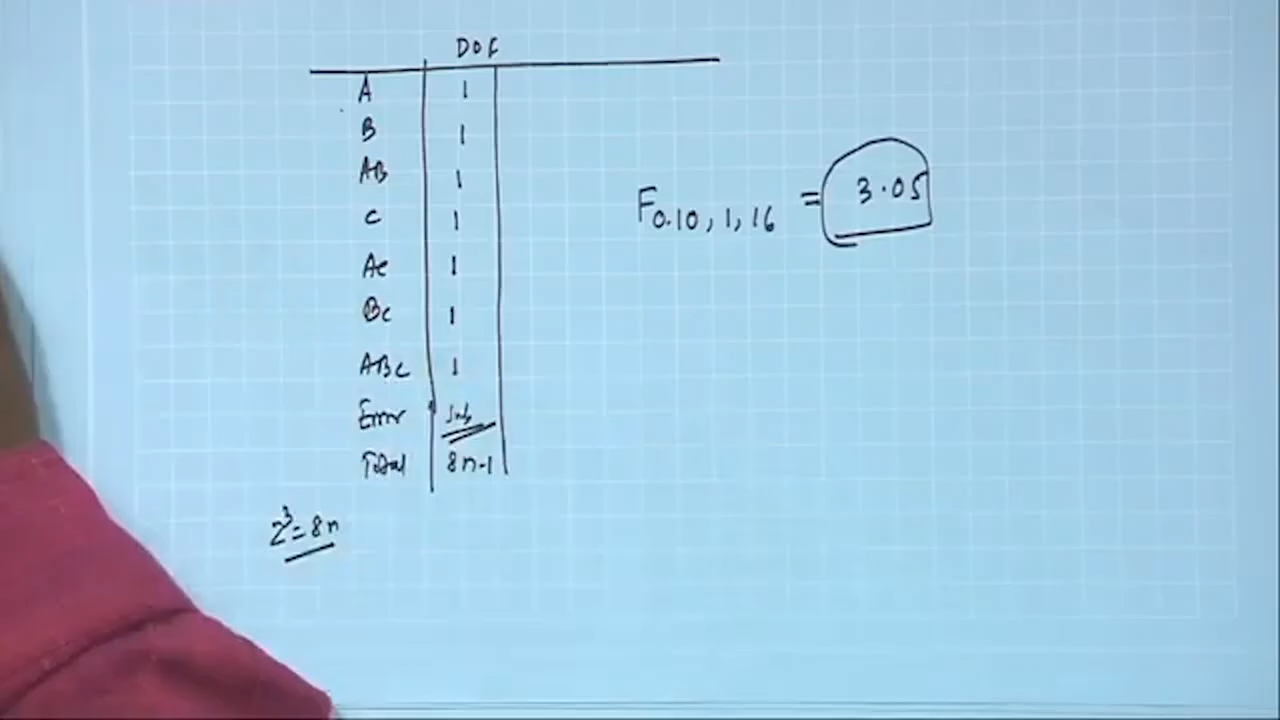 DOF
A 1
B 1
AB 1
C 1
AC 1
BC 1
ABC 1
Error
Total 8n-1
2³=8n
F0.10, 1, 16 = 3.05